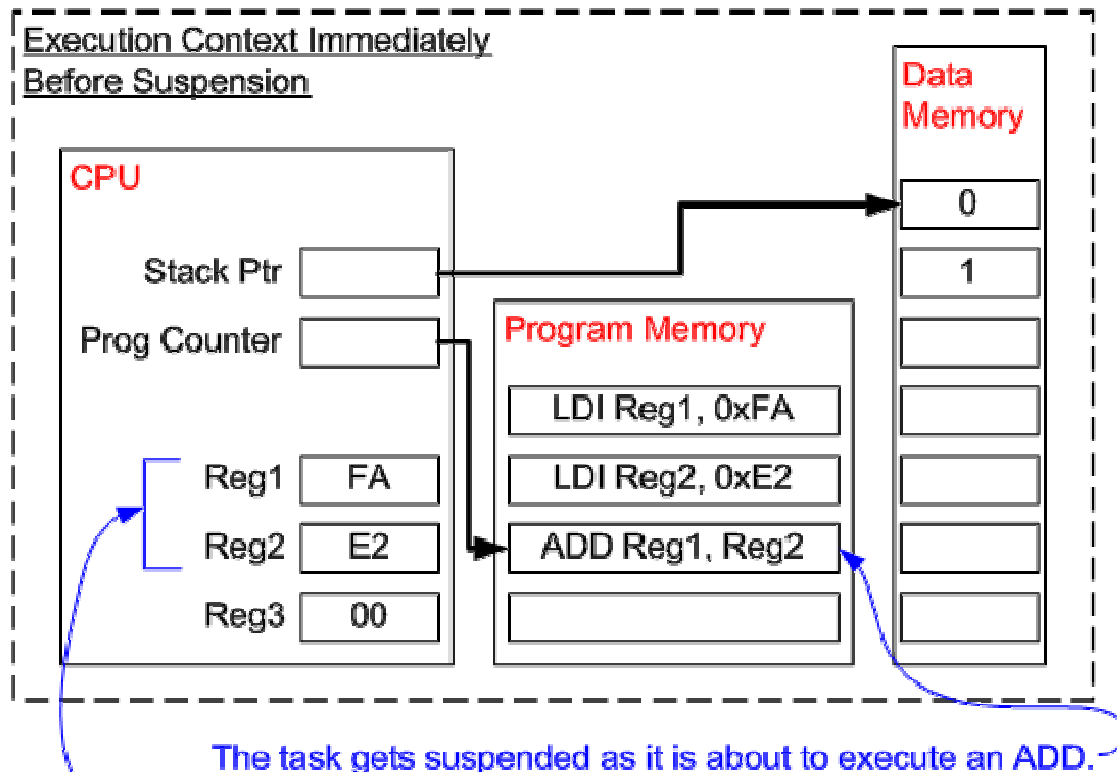 Execution Context Immediately
Before Suspension
Data
Memory
CPU
0
Stack Ptr
1
Prog Counter
Program Memory
LDI Reg1, 0xFA
Reg1
FA
LDI Reg2, 0xE2
Reg2
E2
ADD Reg1, Reg2
Reg3
00
The task gets suspended as it is about to execute an ADD.